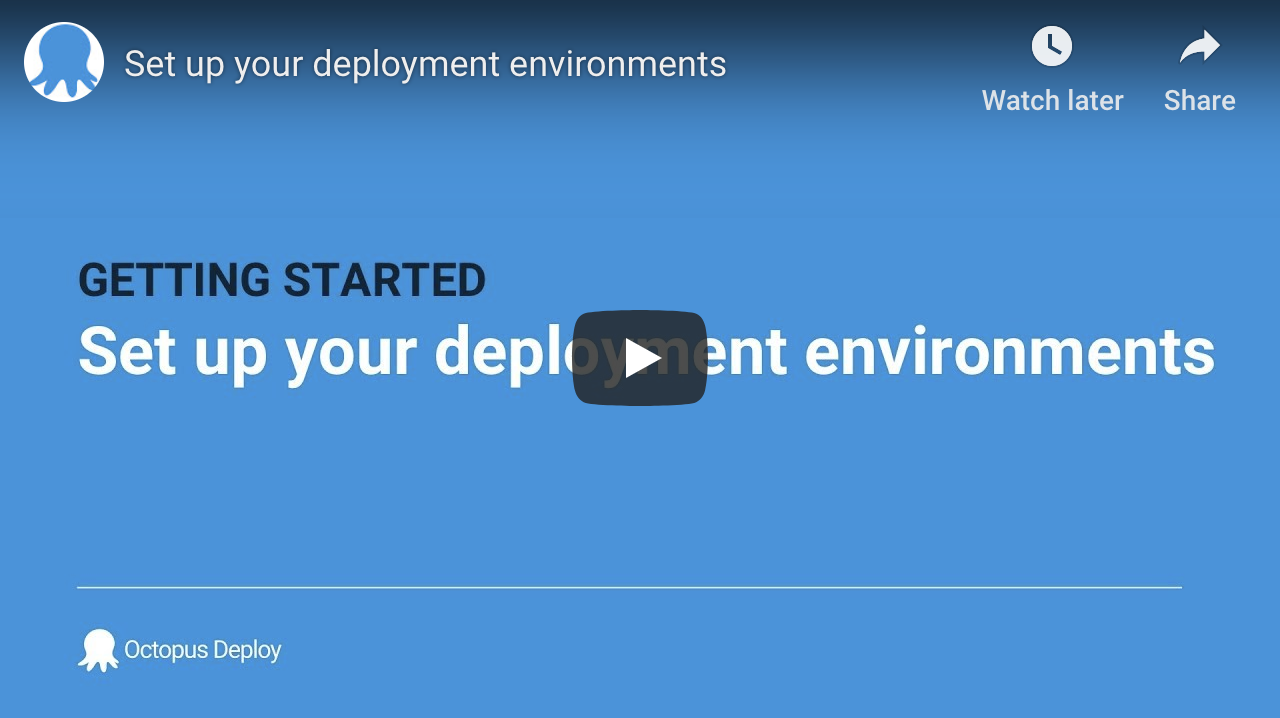 Set up your deployment environments
Watch later
Share
GETTING STARTED
Set up your deployment environments
Octopus Deploy